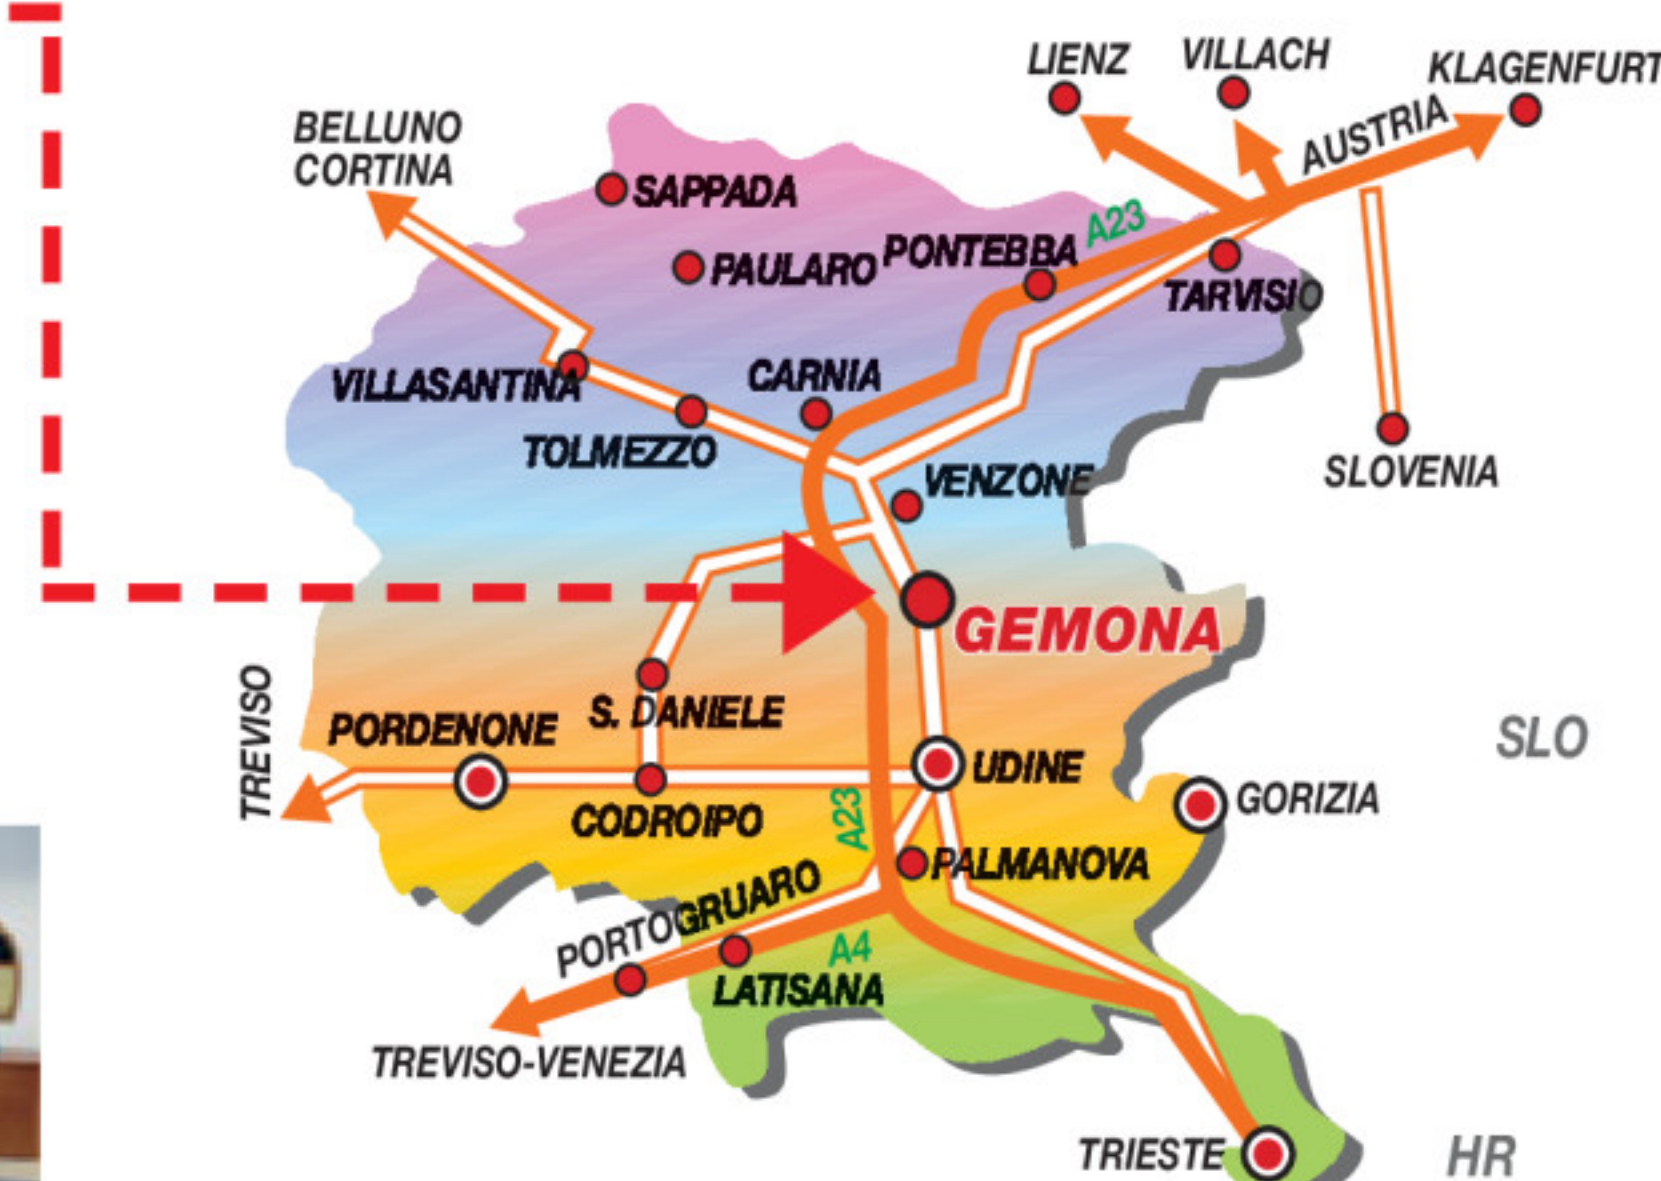 LIENZ
VILLACH
KLAGENFURT
AUSTRIA
BELLUNO
CORTINA
SAPPADA
PAULARO
PONTEBBA
A23
TARVISIO
VILLASANTINA
CARNIA
TOLMEZZO
VENZONE
SLOVENIA
GEMONA
TREVISO
PORDENONE
S. DANIELE
UDINE
SLO
GORIZIA
CODROIPO
A23
PALMANOVA
PORTOGRUARO
A4
LATISANA
TREVISO-VENEZIA
TRIESTE
HR